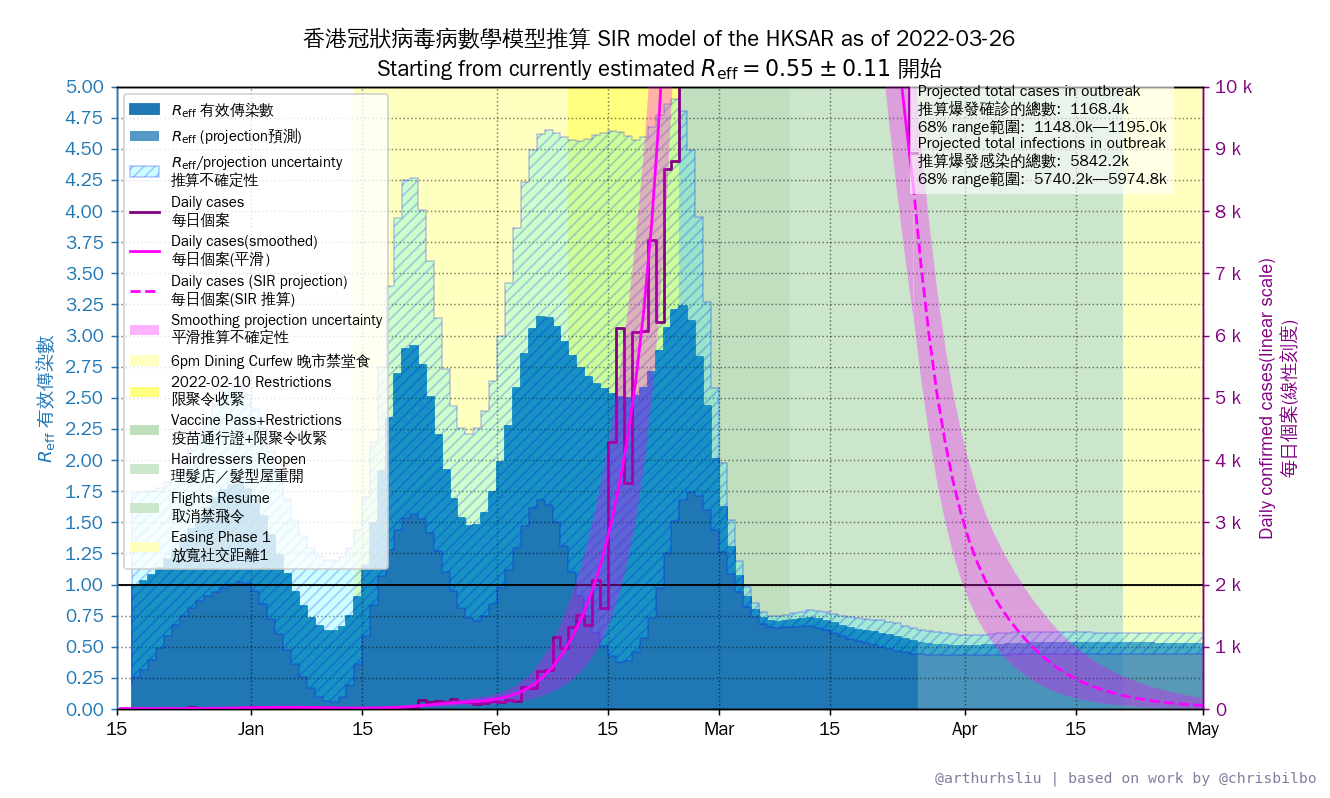 香港冠狀病毒病數學模型推算 SIR model of the HKSAR as of 2022-03-26
Starting from currently estimated R_eff = 0.55 ± 0.11 開始
5.00
4.75
4.50
4.25
4.00
3.75
3.50
3.25
3.00
2.75
2.50
2.25
2.00
1.75
1.50
1.25
1.00
0.75
0.50
0.25
0.00
R_eff 有效傳染數
R_eff 有效傳染數
R_eff (projection預測)
R_eff/projection uncertainty
推算不確定性
Daily cases
每日個案
Daily cases(smoothed)
每日個案(平滑）
Daily cases (SIR projection)
每日個案(SIR 推算)
Smoothing projection uncertainty
平滑推算不確定性
6pm Dining Curfew 晚市禁堂食
2022-02-10 Restrictions
限聚令收緊
Vaccine Pass+Restrictions
疫苗通行證+限聚令收緊
Hairdressers Reopen
理髮店／髮型屋重開
Flights Resume
取消禁飛令
Easing Phase 1
放寬社交距離1
Projected total cases in outbreak
推算爆發確診的總數: 1168.4k
68% range範圍: 1148.0k—1195.0k
Projected total infections in outbreak
推算爆發感染的總數: 5842.2k
68% range範圍: 5740.2k—5974.8k
10 k
9 k
8 k
7 k
6 k
5 k
4 k
3 k
2 k
1 k
0
Daily confirmed cases(linear scale)
每日個案(線性刻度)
15
Jan
15
Feb
15
Mar
15
Apr
15
May
@arthurhsliu | based on work by @chrisbilbo